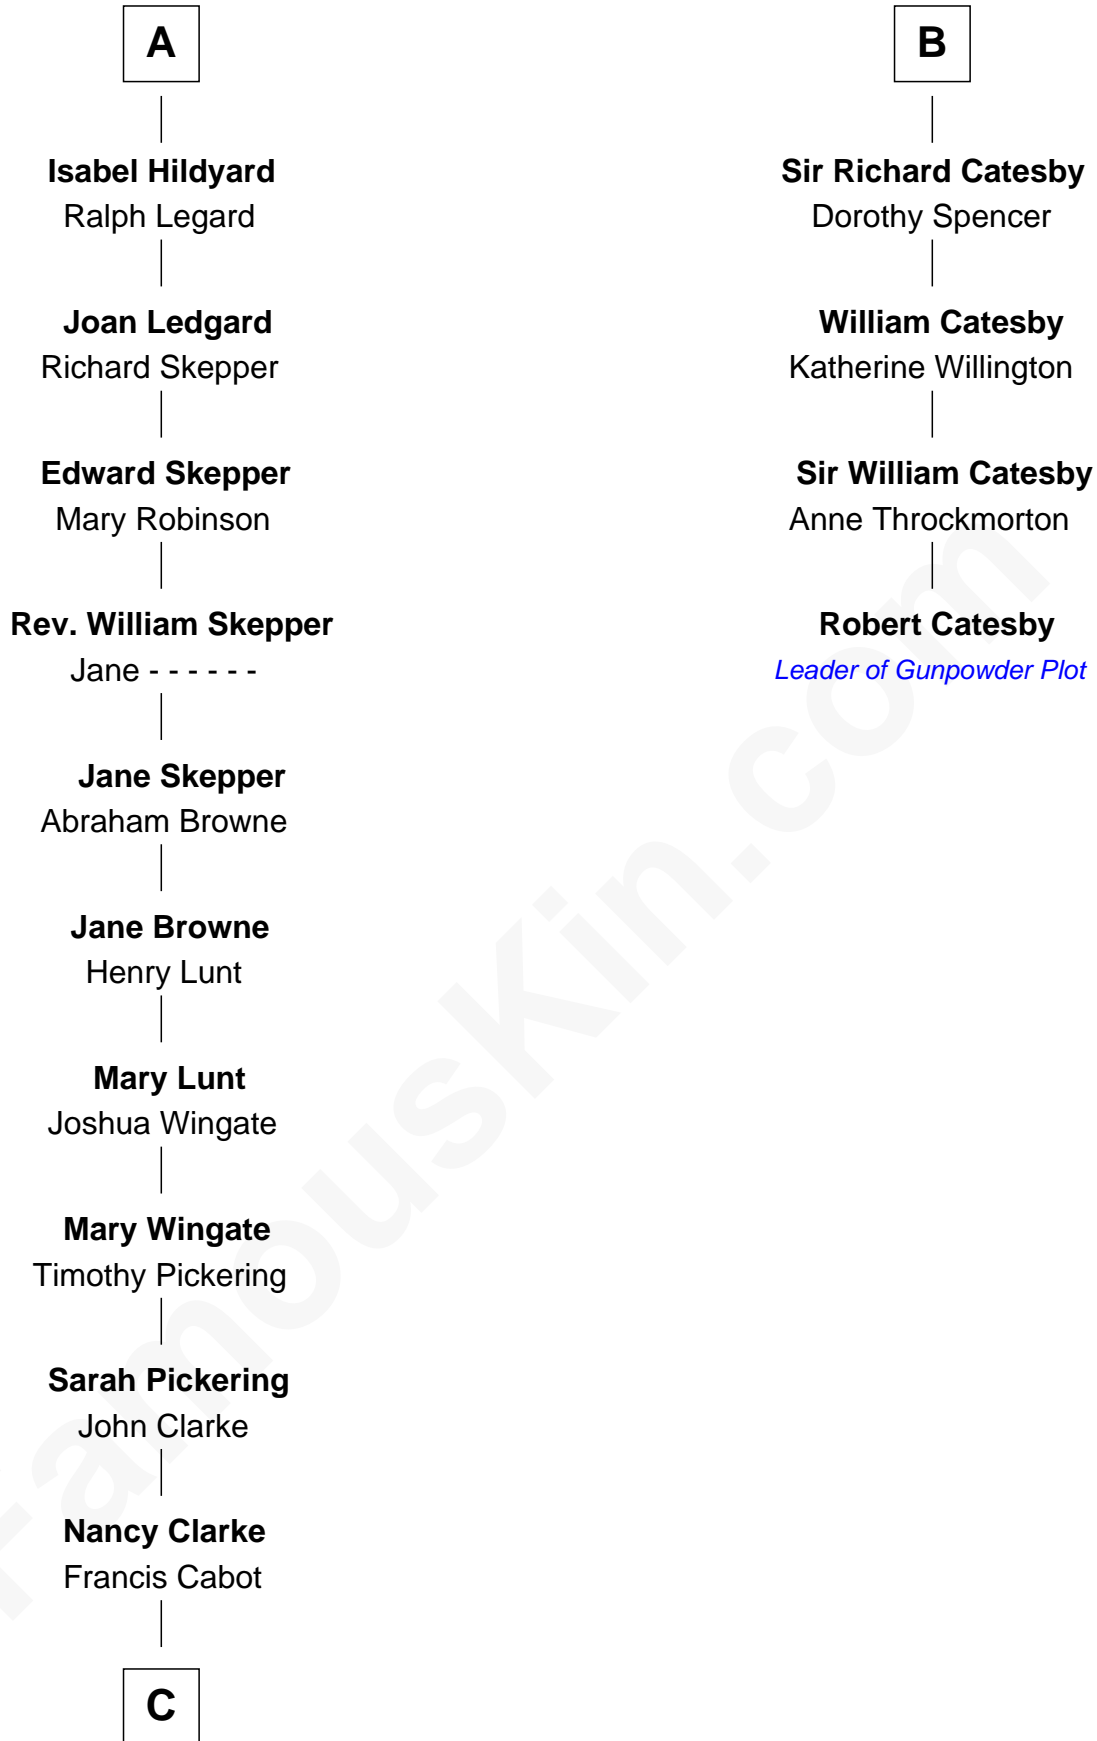 A
Isabel Hildyard
Ralph Legard
Joan Ledgard
Richard Skepper
Edward Skepper
Mary Robinson
Rev. William Skepper
Jane - - - - - -
Jane Skepper
Abraham Browne
Jane Browne
Henry Lunt
Mary Lunt
Joshua Wingate
Mary Wingate
Timothy Pickering
Sarah Pickering
John Clarke
Nancy Clarke
Francis Cabot
C
B
Sir Richard Catesby
Dorothy Spencer
William Catesby
Katherine Willington
Sir William Catesby
Anne Throckmorton
Robert Catesby
Leader of Gunpowder Plot
FamousKin.com